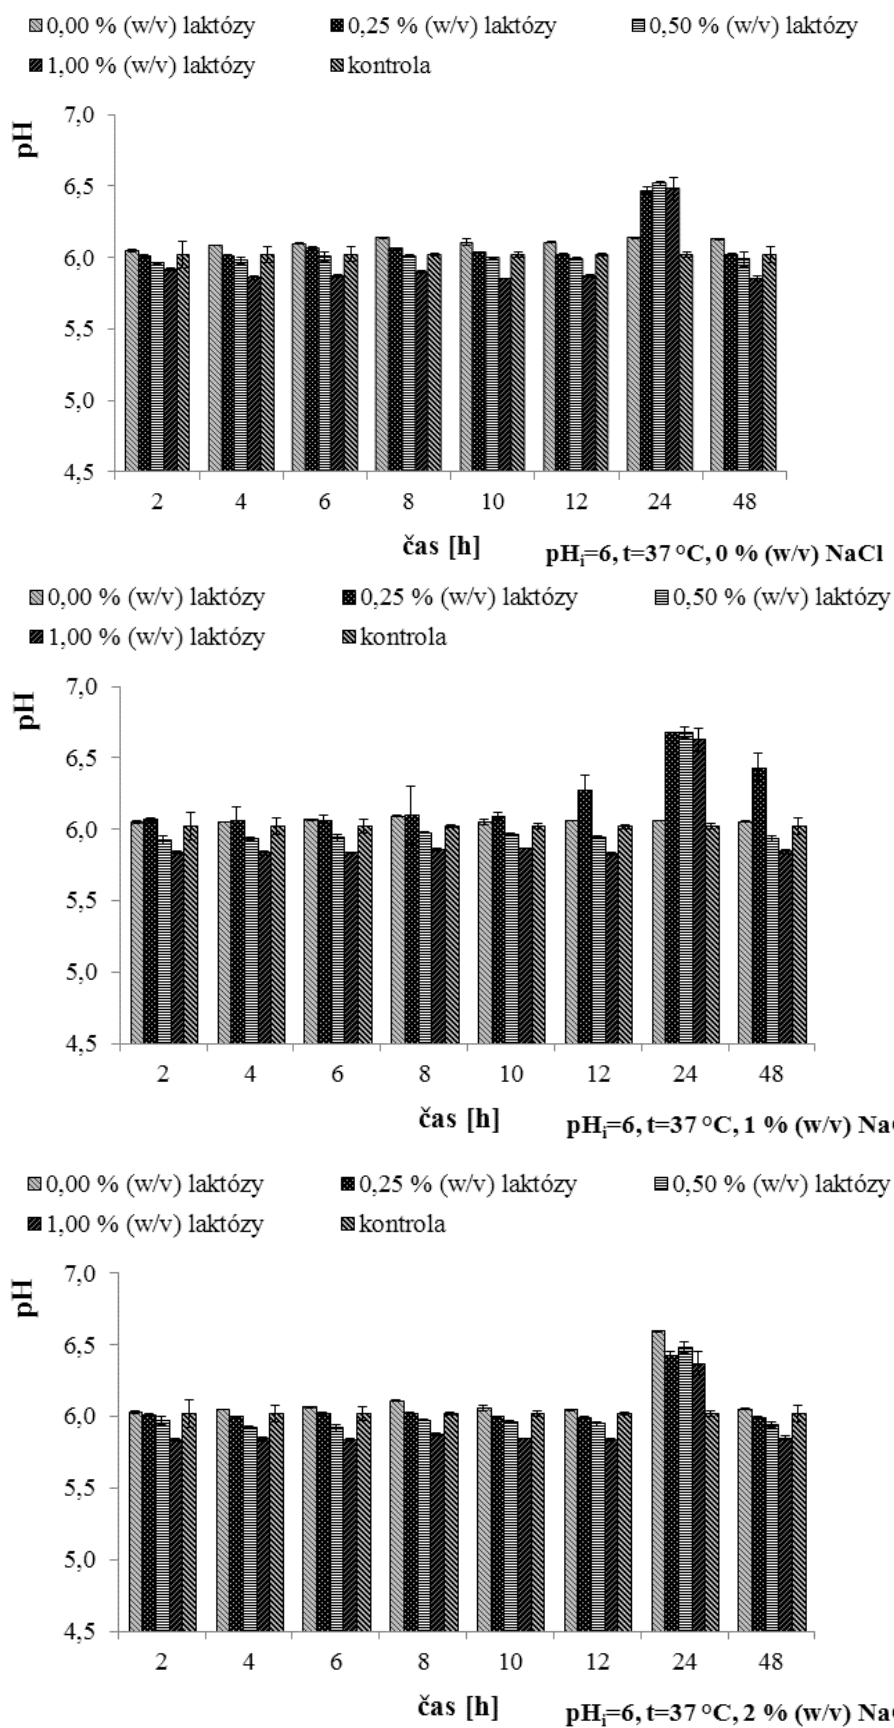 0,00 % (w/v) laktózy 0,25 % (w/v) laktózy 0,50 % (w/v) laktózy
1,00 % (w/v) laktózy kontrola
pH
7,0
6,5
6,0
5,5
5,0
4,5
2 4 6 8 10 12 24 48
čas [h]
pHi=6, t=37 °C, 0 % (w/v) NaCl
0,00 % (w/v) laktózy 0,25 % (w/v) laktózy 0,50 % (w/v) laktózy
1,00 % (w/v) laktózy kontrola
pH
7,0
6,5
6,0
5,5
5,0
4,5
2 4 6 8 10 12 24 48
čas [h]
pHi=6, t=37 °C, 1 % (w/v) Na
0,00 % (w/v) laktózy 0,25 % (w/v) laktózy 0,50 % (w/v) laktózy
1,00 % (w/v) laktózy kontrola
pH
7,0
6,5
6,0
5,5
5,0
4,5
2 4 6 8 10 12 24 48
čas [h]
pHi=6, t=37 °C, 2 % (w/v) Na